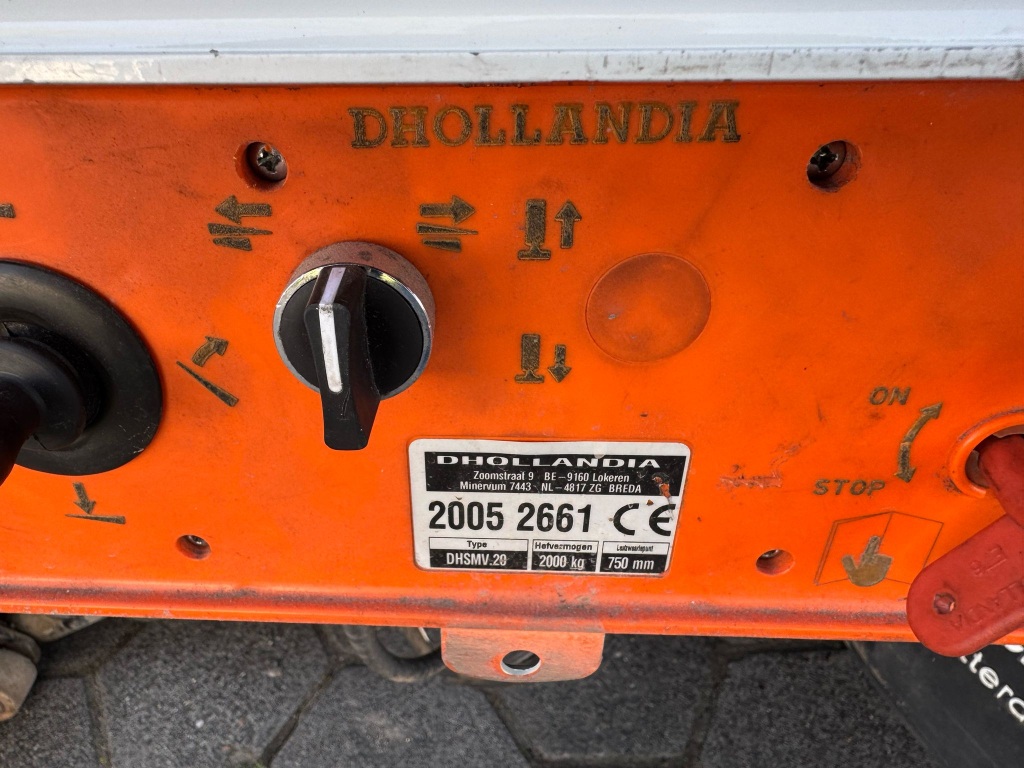 DHOLLANDIA
ON
STOP
DHOLLANDIA
Zoomstraal 9 BE-9160 Lokeren
Minervum 7443 NL-4817 ZG BREDA
2005 2661 CE
Type Hefvermogen
DHSMV.20 2000 kg 750 mm